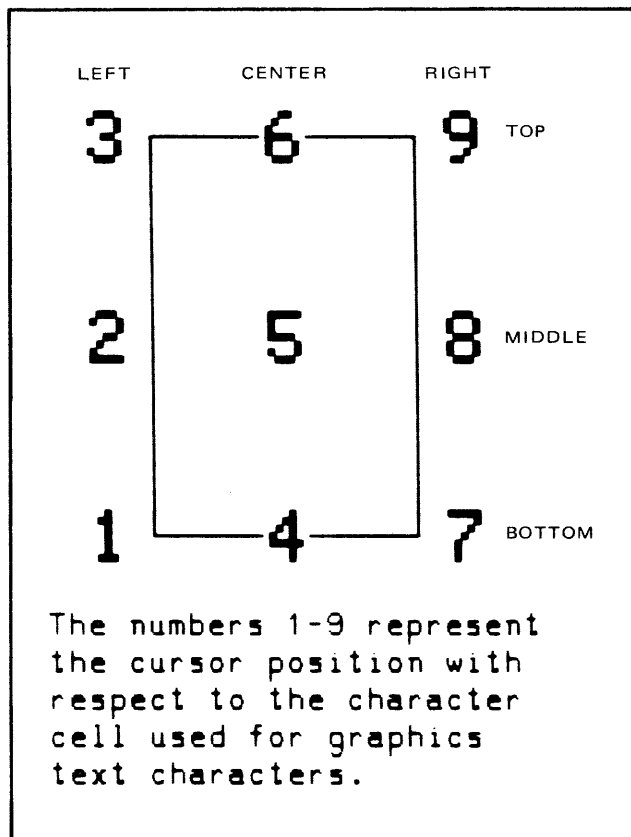 LEFT CENTER RIGHT
3 6 9 TOP
2 5 8 MIDDLE
1 4 7 BOTTOM
The numbers 1-9 represent
the cursor position with
respect to the character
cell used for graphics
text characters.